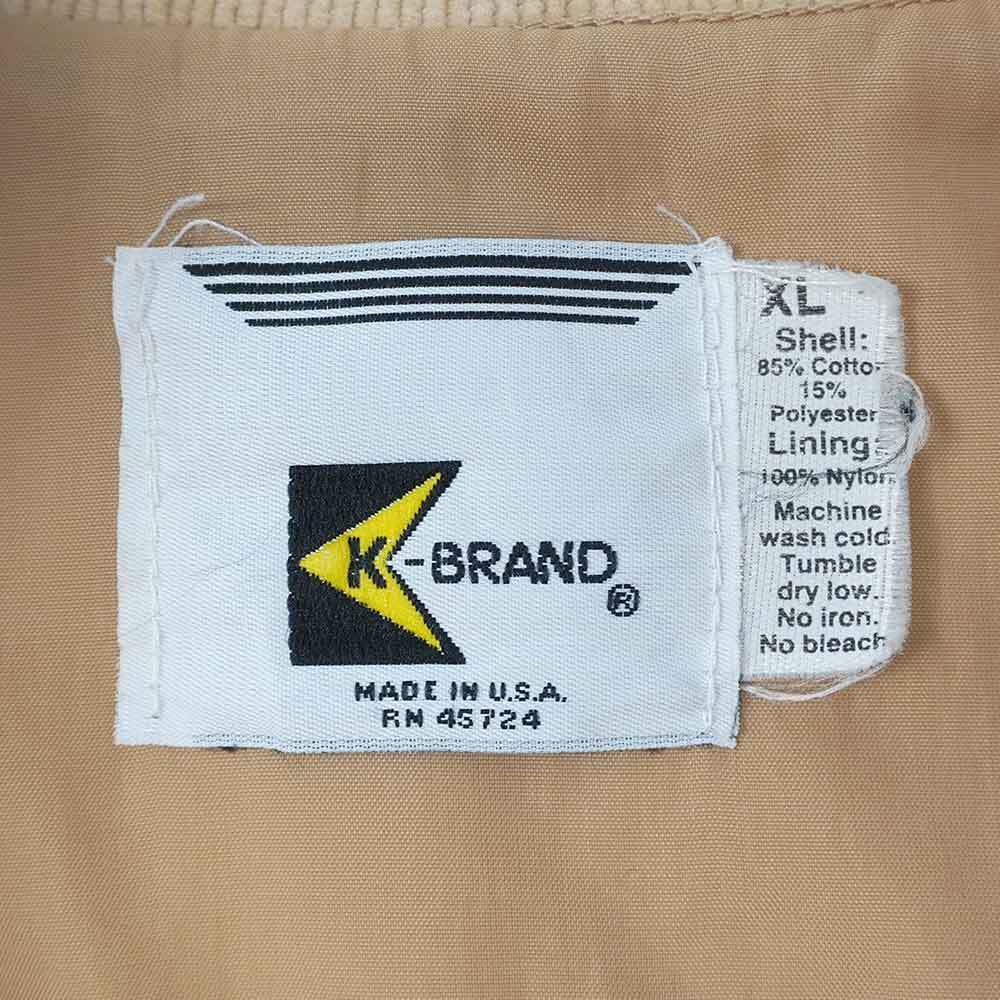 K-BRAND®
MADE IN U.S.A.
RN 45724
XL
Shell:
85% Cotto
15%
Polyester
Lining:
100% Nylon
Machine
wash cold
Tumble
dry low.
No iron.
No bleach